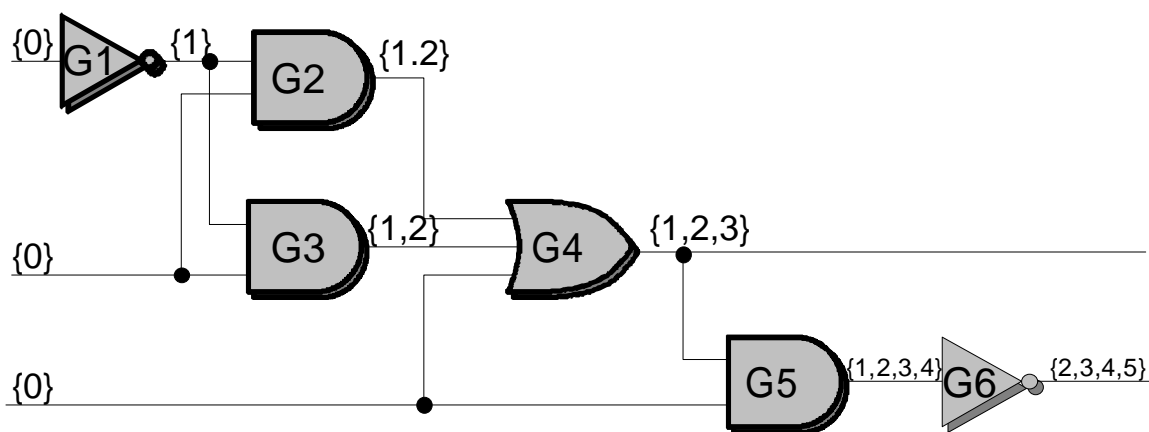 {0} G1 {1} G2 {1.2}
{0} G3 {1,2} G4 {1,2,3}
{0} G5 {1,2,3,4} G6 {2,3,4,5}